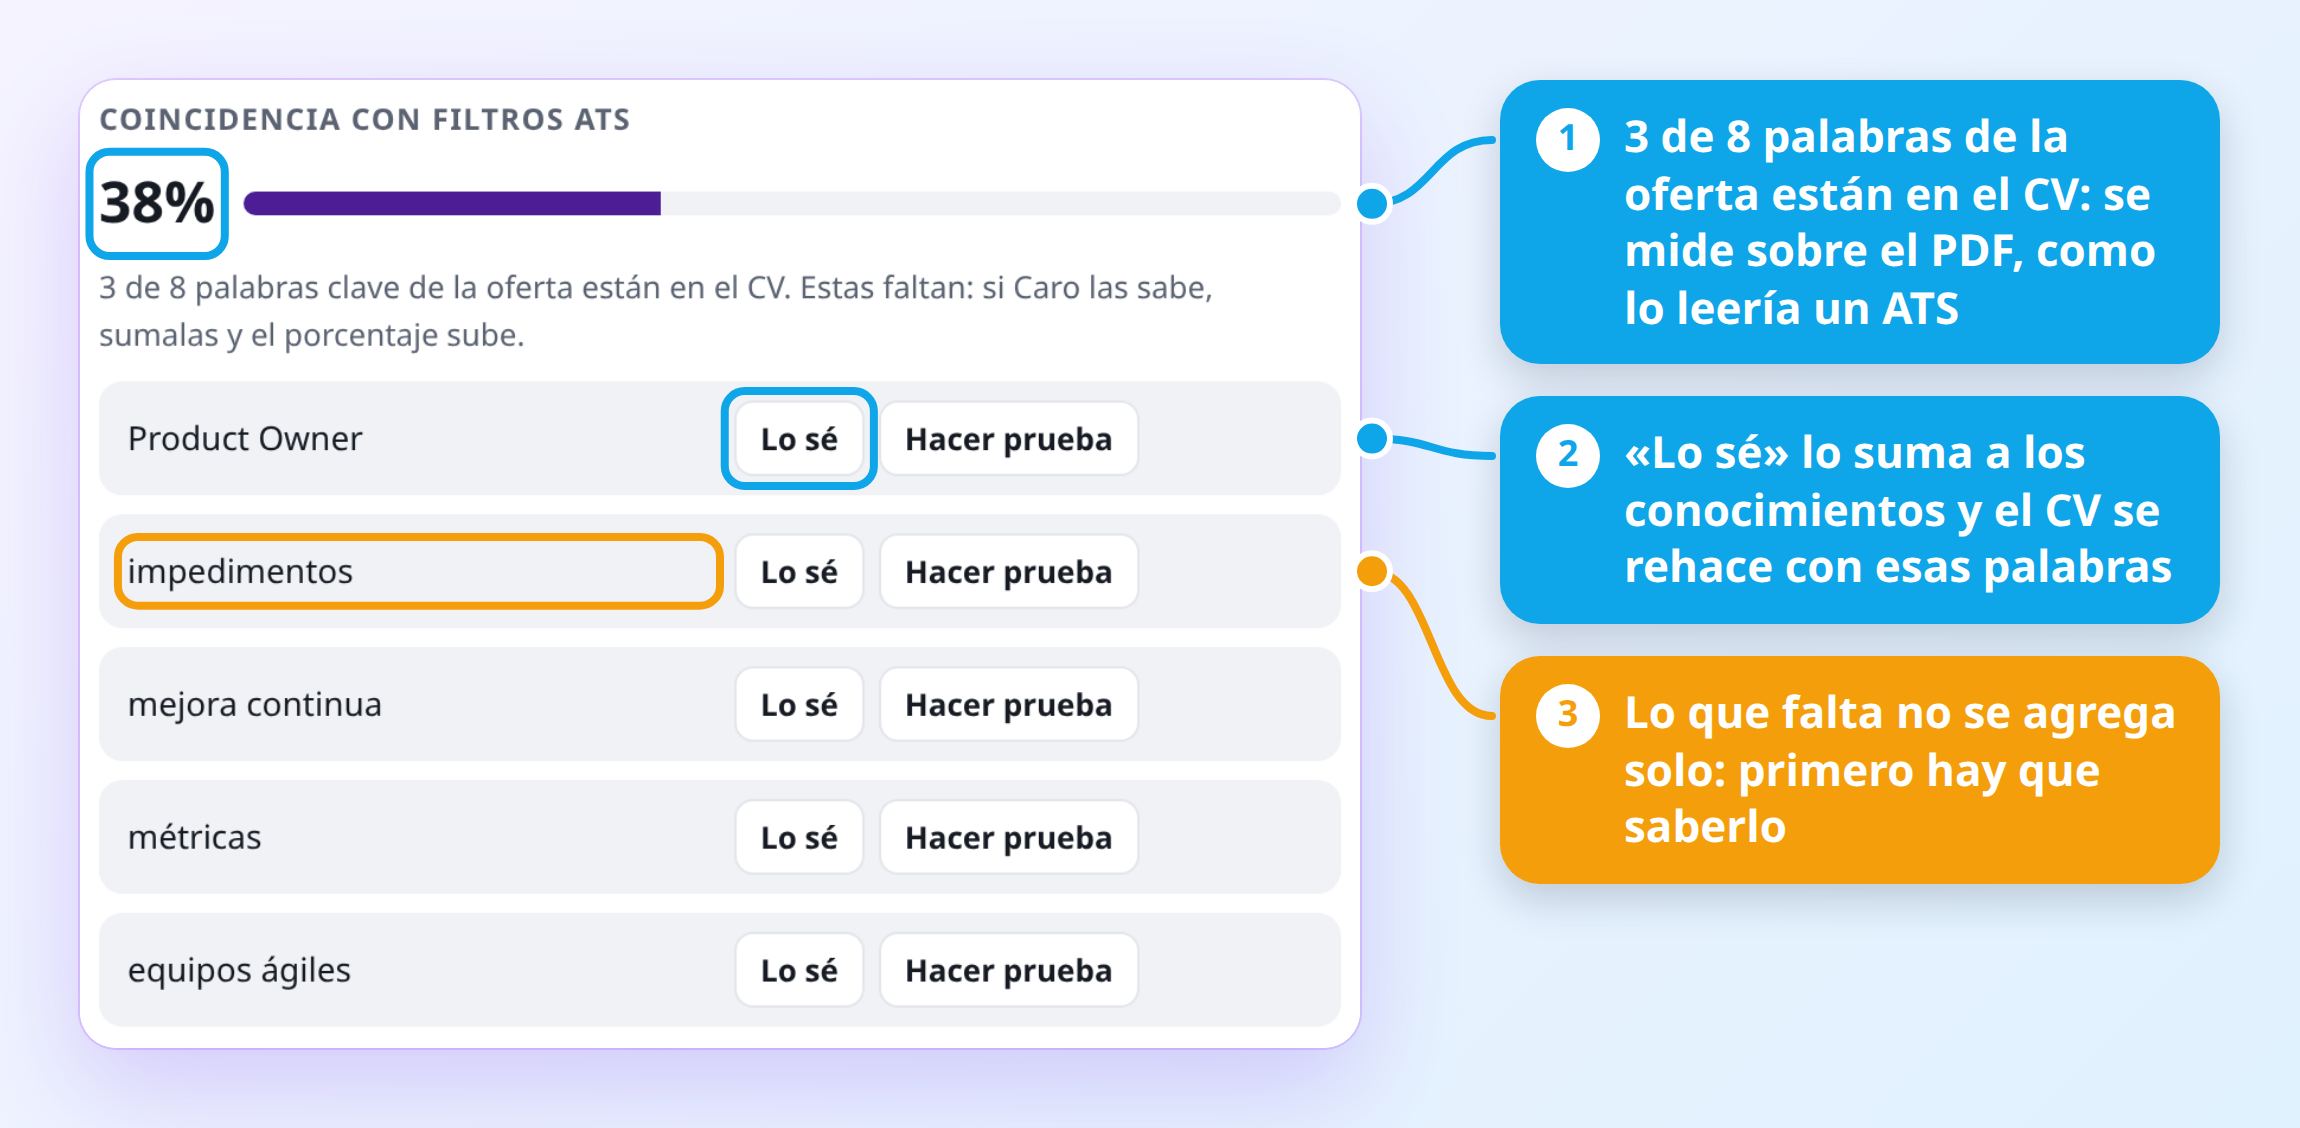 COINCIDENCIA CON FILTROS ATS
38%
3 de 8 palabras clave de la oferta están en el CV. Estas faltan: si Caro las sabe,
sumalas y el porcentaje sube.
Product Owner
Lo sé
Hacer prueba
impedimentos
Lo sé
Hacer prueba
mejora continua
Lo sé
Hacer prueba
métricas
Lo sé
Hacer prueba
equipos ágiles
Lo sé
Hacer prueba
1
3 de 8 palabras de la
oferta están en el CV: se
mide sobre el PDF, como
lo leería un ATS
2
«Lo sé» lo suma a los
conocimientos y el CV se
rehace con esas palabras
3
Lo que falta no se agrega
solo: primero hay que
saberlo